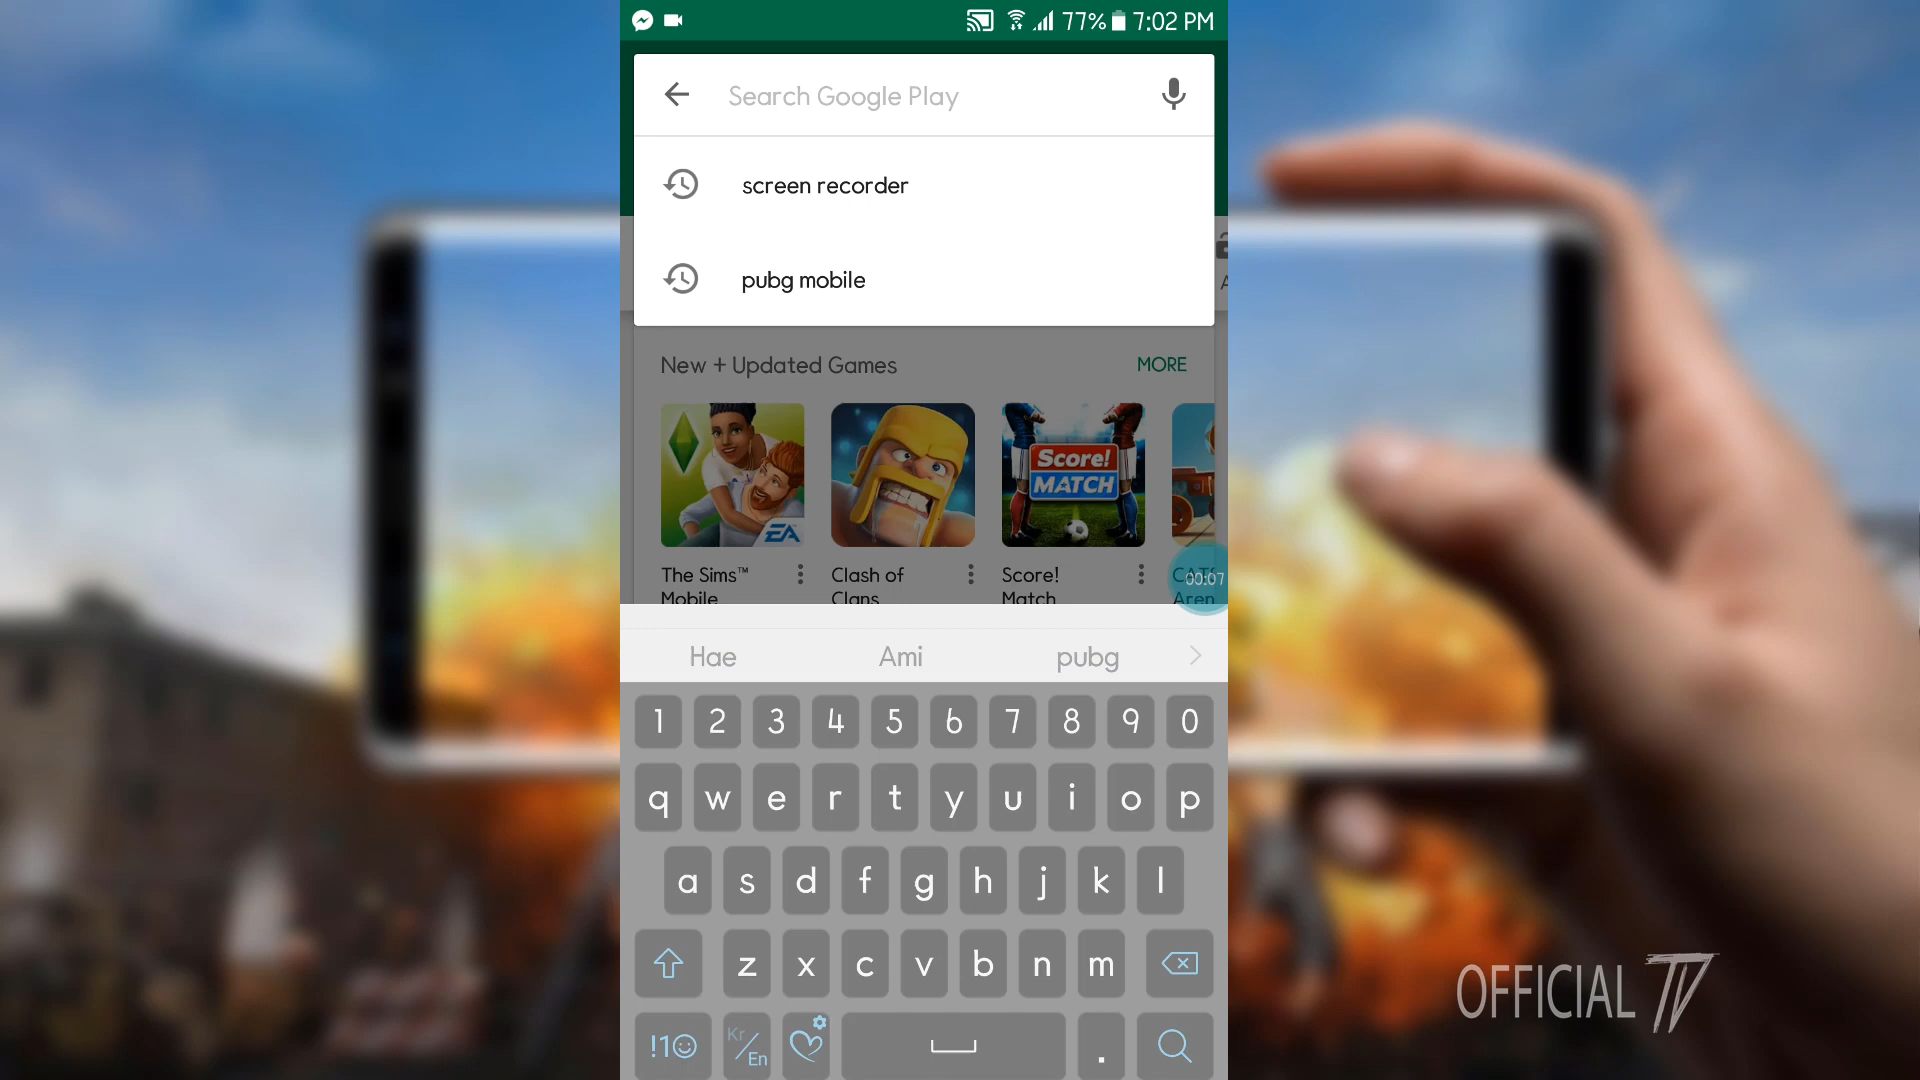 77% 7:02 PM
Search Google Play
screen recorder
pubg mobile
New + Updated Games MORE
Score!
MATCH
EA
The Sims™ Clash of Score!
Mobile Clans Match Aren
00:07
Hae Ami pubg
1 2 3 4 5 6 7 8 9 0
q w e r t y u i o p
a s d f g h j k l
z x c v b n m
!1☺ Kr/En .
OFFICIAL TV